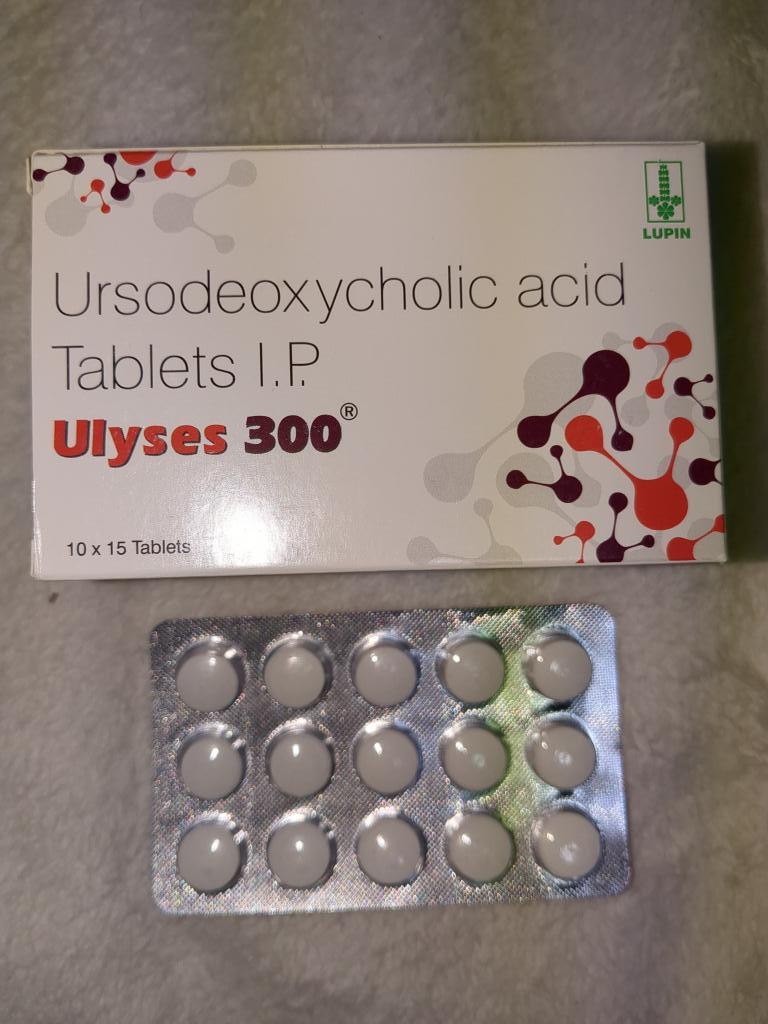 LUPIN
Ursodeoxycholic acid
Tablets I.P.
Ulyses 300®
10 x 15 Tablets